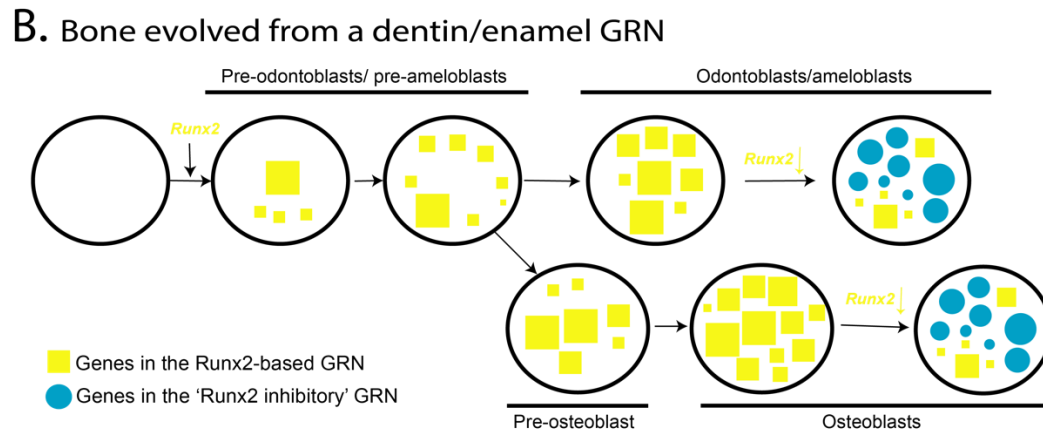 B. Bone evolved from a dentin/enamel GRN
Pre-odontoblasts/ pre-ameloblasts
Odontoblasts/ameloblasts
Runx2
Runx2
Runx2
Genes in the Runx2-based GRN
Genes in the ‘Runx2 inhibitory’ GRN
Pre-osteoblast
Osteoblasts